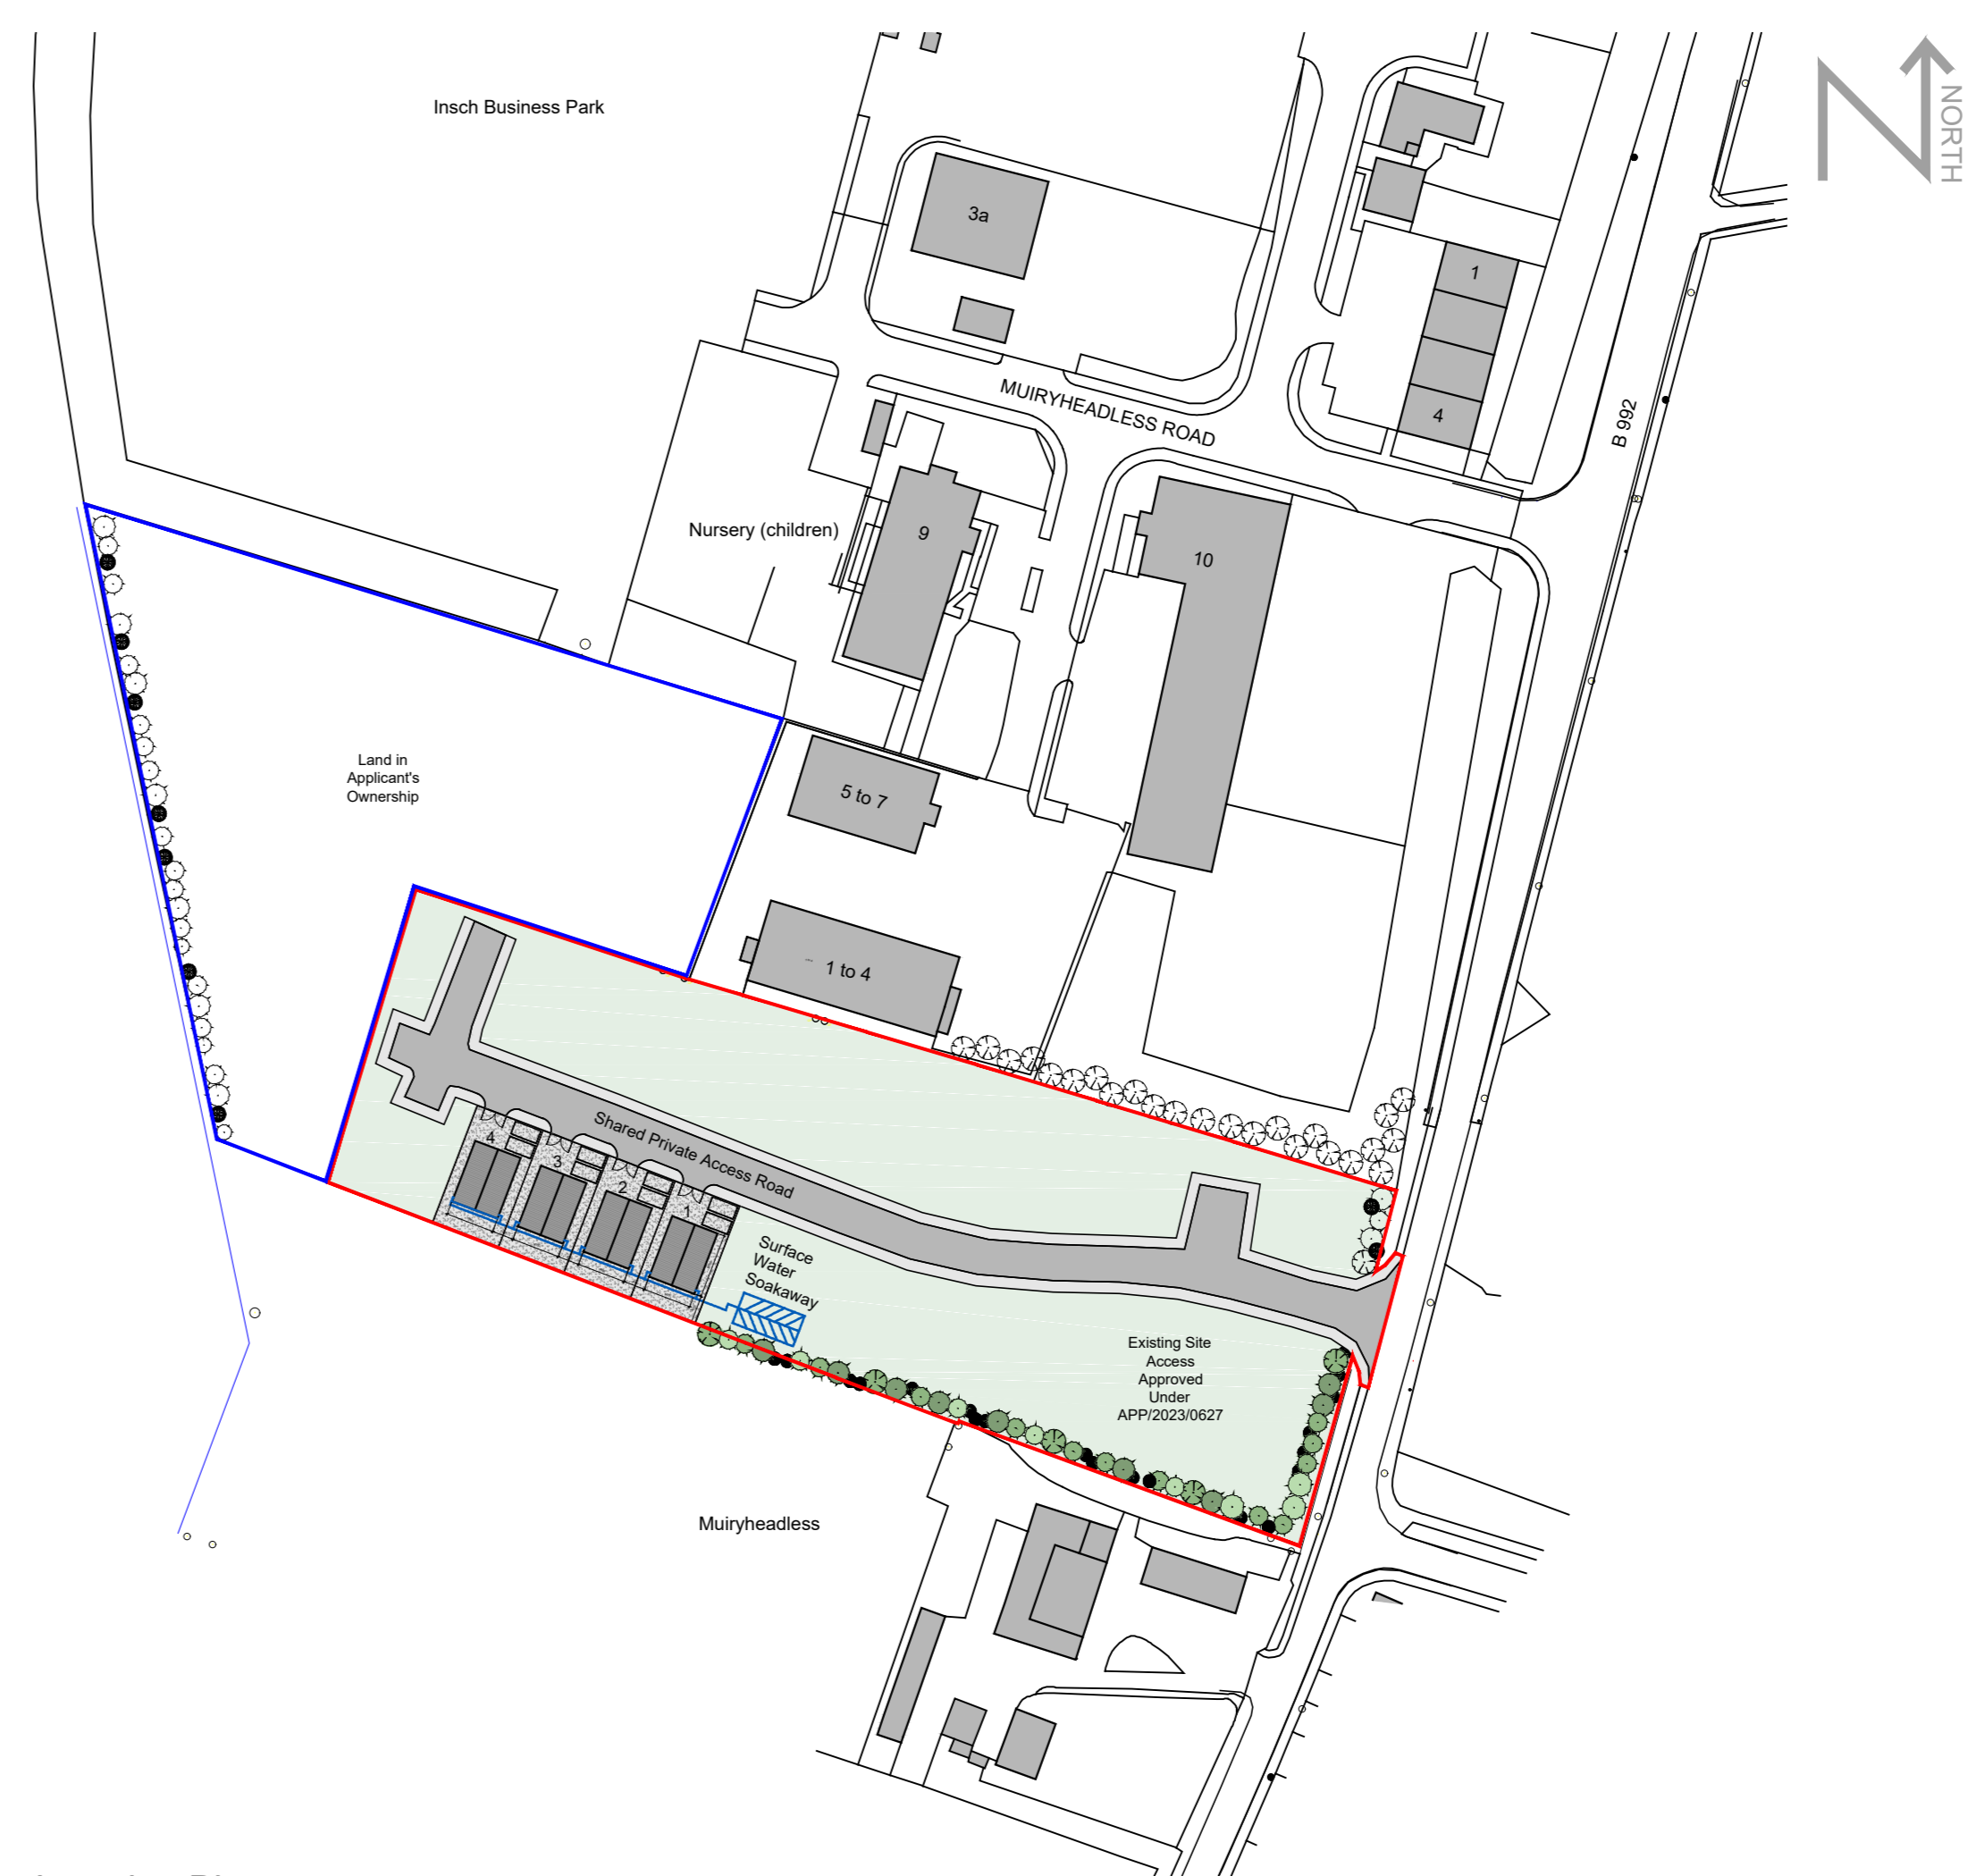 Insch Business Park
NORTH
3a
1
MUIRYHEADLESS ROAD
4
B 992
Nursery (children)
9
10
Land in
Applicant's
Ownership
5 to 7
1 to 4
Shared Private Access Road
4
3
2
1
Surface
Water
Soakaway
Existing Site
Access
Approved
Under
APP/2023/0627
Muiryheadless